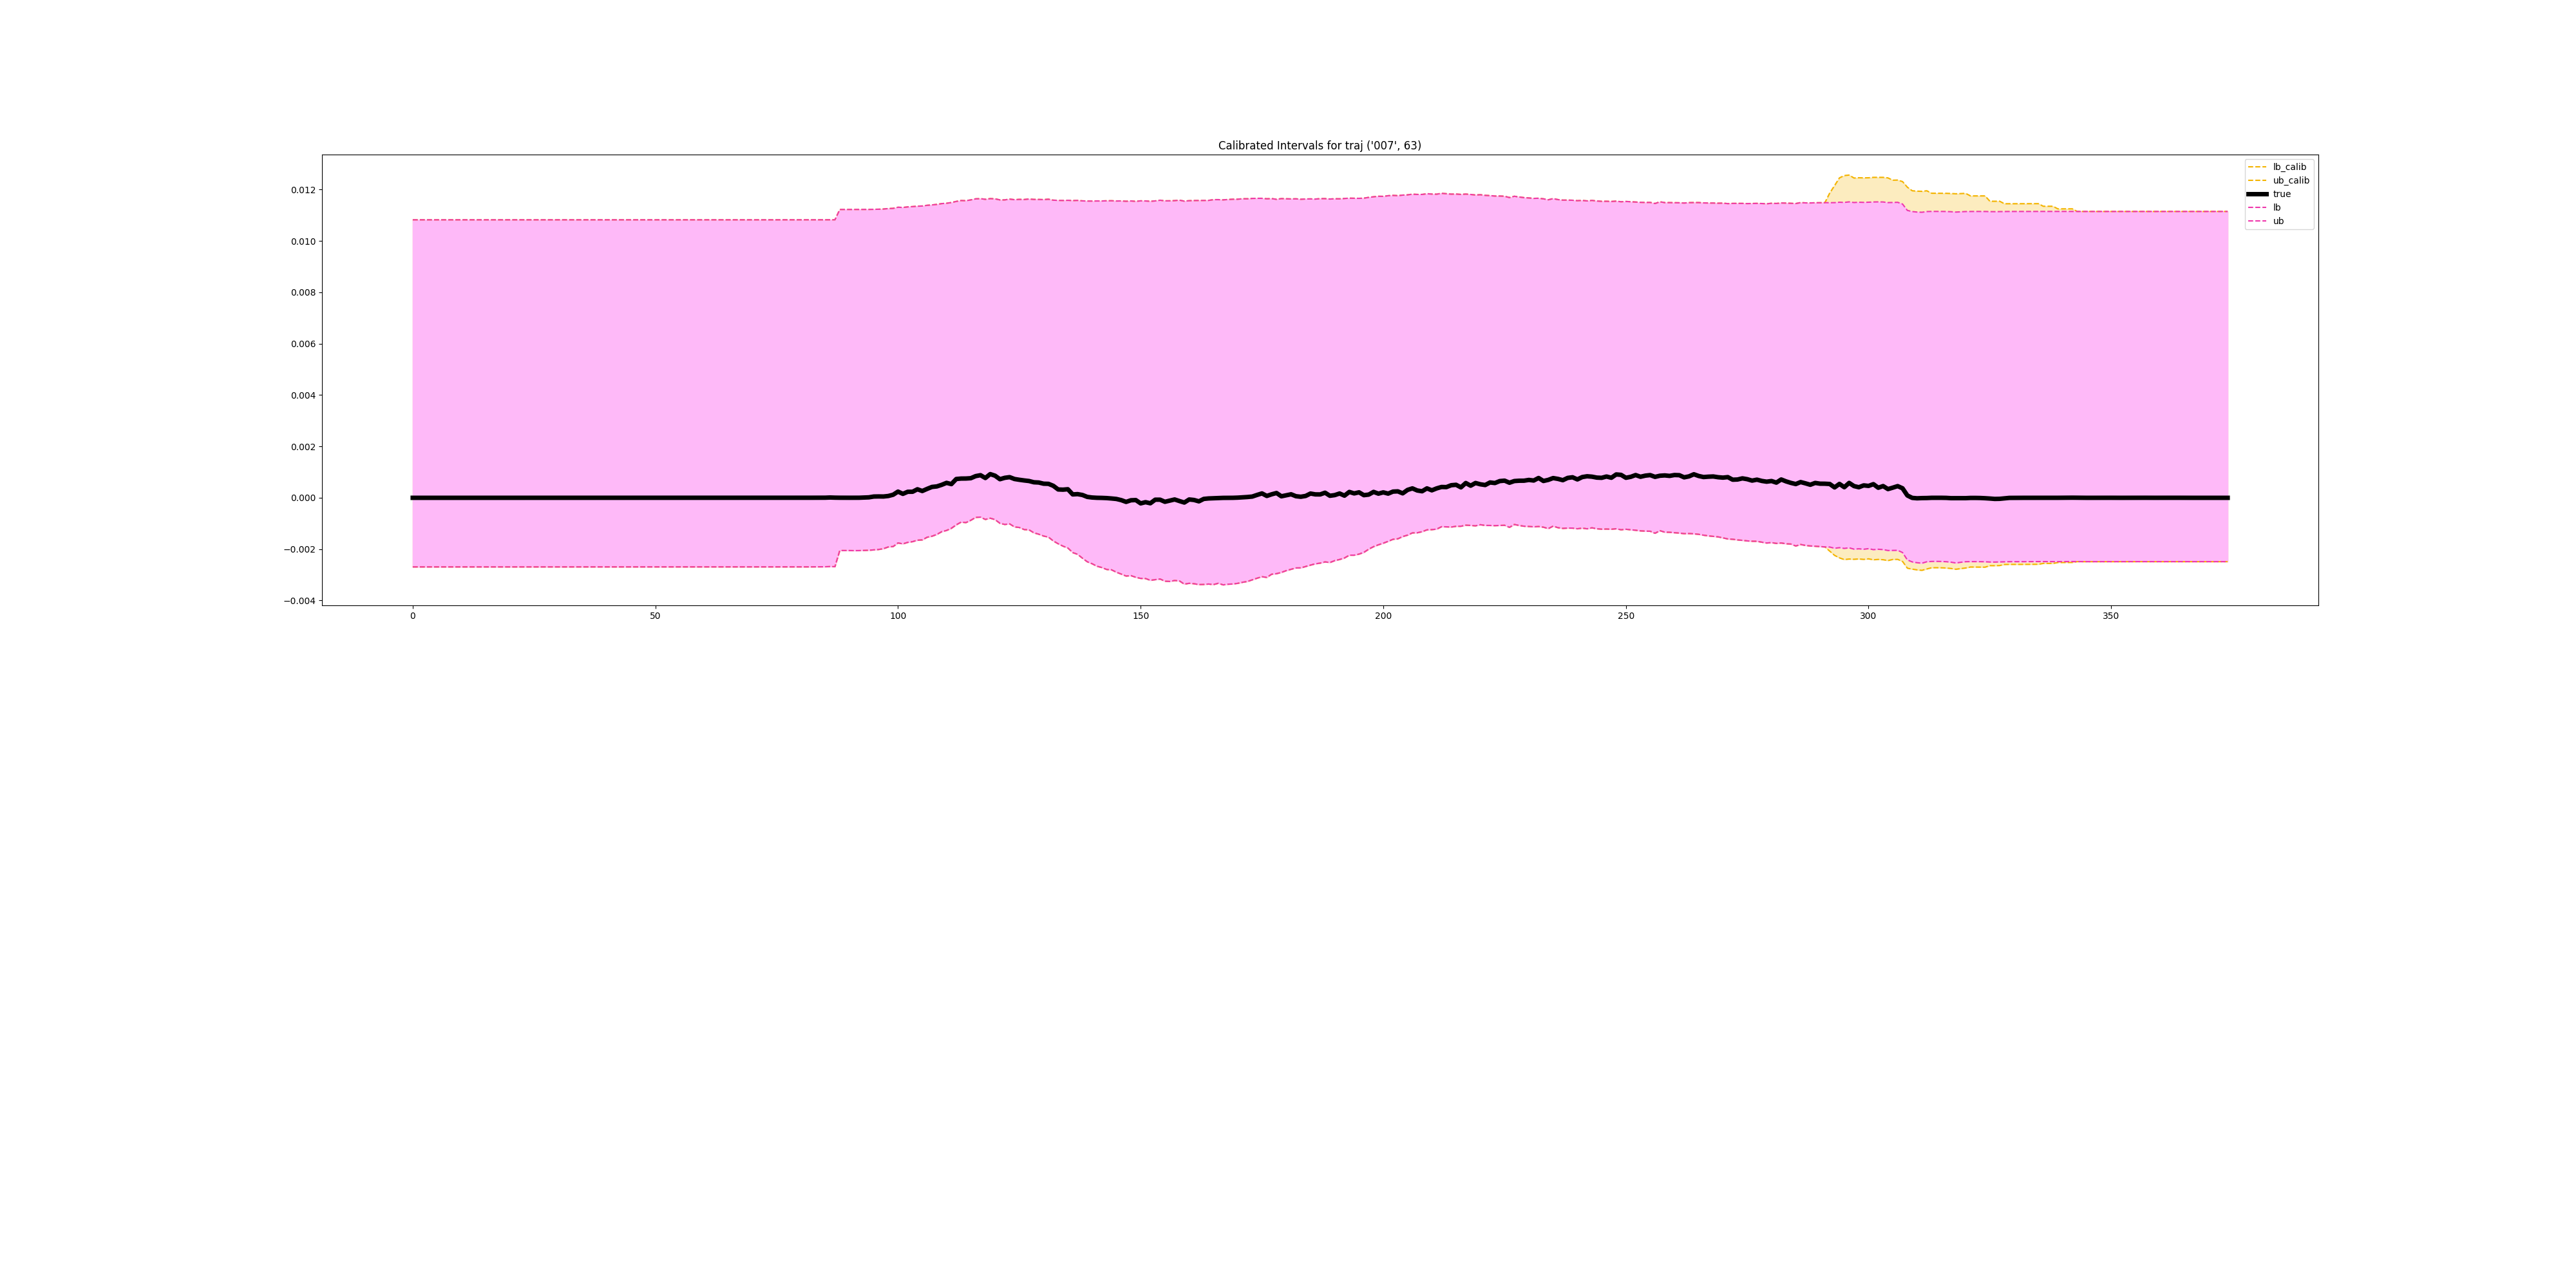 Calibrated Intervals for traj ('007', 63)
lb_calib
ub_calib
true
lb
ub
0.012
0.010
0.008
0.006
0.004
0.002
0.000
−0.002
−0.004
0 50 100 150 200 250 300 350